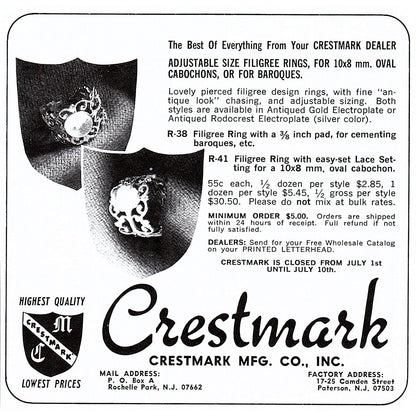 The Best Of Everything From Your CRESTMARK DEALER
ADJUSTABLE SIZE FILIGREE RINGS, FOR 10x8 mm. OVAL
CABOCHONS, OR FOR BAROQUES.
Lovely pierced filigree design rings, with fine "an-
tique look" chasing, and adjustable sizing. Both
styles are available in Antiqued Gold Electroplate or
Antiqued Rodocrest Electroplate (silver color).
R-38 Filigree Ring with a ⅜ inch pad, for cementing
baroques, etc.
R-41 Filigree Ring with easy-set Lace Set-
ting for a 10x8 mm, oval cabochon.
55c each, ½ dozen per style $2.85, 1
dozen per style $5.45, ½ gross per style
$30.50. Please do not mix at bulk rates.
MINIMUM ORDER $5.00. Orders are shipped
within 24 hours of receipt. Full refund if not
fully satisfied.
DEALERS: Send for your Free Wholesale Catalog
on your PRINTED LETTERHEAD.
CRESTMARK IS CLOSED FROM JULY 1st
UNTIL JULY 10th.
HIGHEST QUALITY
M
CRESTMARK
C
LOWEST PRICES
Crestmark
CRESTMARK MFG. CO., INC.
MAIL ADDRESS:
P. O. Box A
Rochelle Park, N.J. 07662
FACTORY ADDRESS:
17-25 Camden Street
Paterson, N.J. 07503